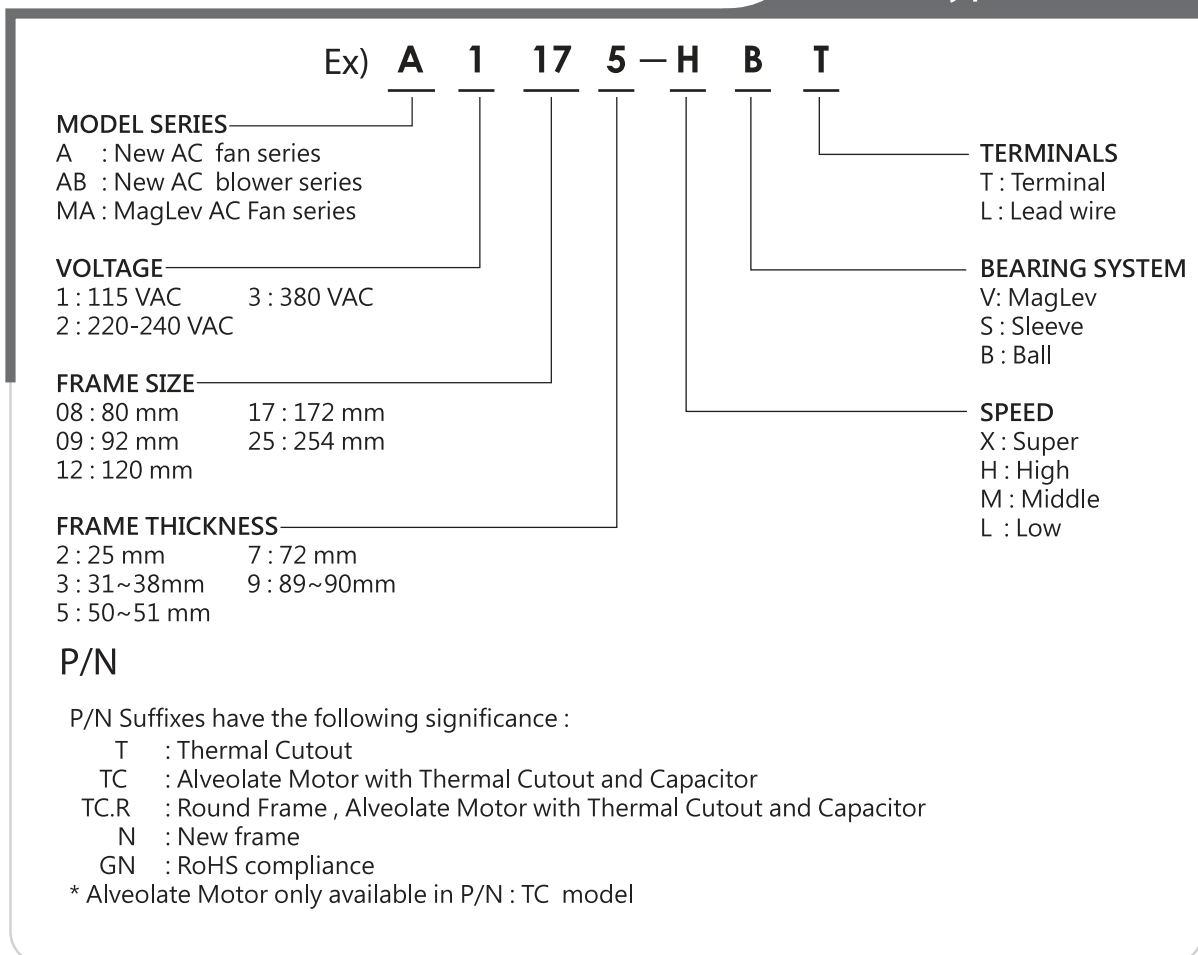 Ex) A 1 17 5 — H B T
MODEL SERIES
A : New AC fan series
AB : New AC blower series
MA : MagLev AC Fan series
VOLTAGE
1 : 115 VAC 3 : 380 VAC
2 : 220-240 VAC
FRAME SIZE
08 : 80 mm 17 : 172 mm
09 : 92 mm 25 : 254 mm
12 : 120 mm
FRAME THICKNESS
2 : 25 mm 7 : 72 mm
3 : 31~38mm 9 : 89~90mm
5 : 50~51 mm
TERMINALS
T : Terminal
L : Lead wire
BEARING SYSTEM
V: MagLev
S : Sleeve
B : Ball
SPEED
X : Super
H : High
M : Middle
L : Low
P/N
P/N Suffixes have the following significance :
T : Thermal Cutout
TC : Alveolate Motor with Thermal Cutout and Capacitor
TC.R : Round Frame , Alveolate Motor with Thermal Cutout and Capacitor
N : New frame
GN : RoHS compliance
* Alveolate Motor only available in P/N : TC model